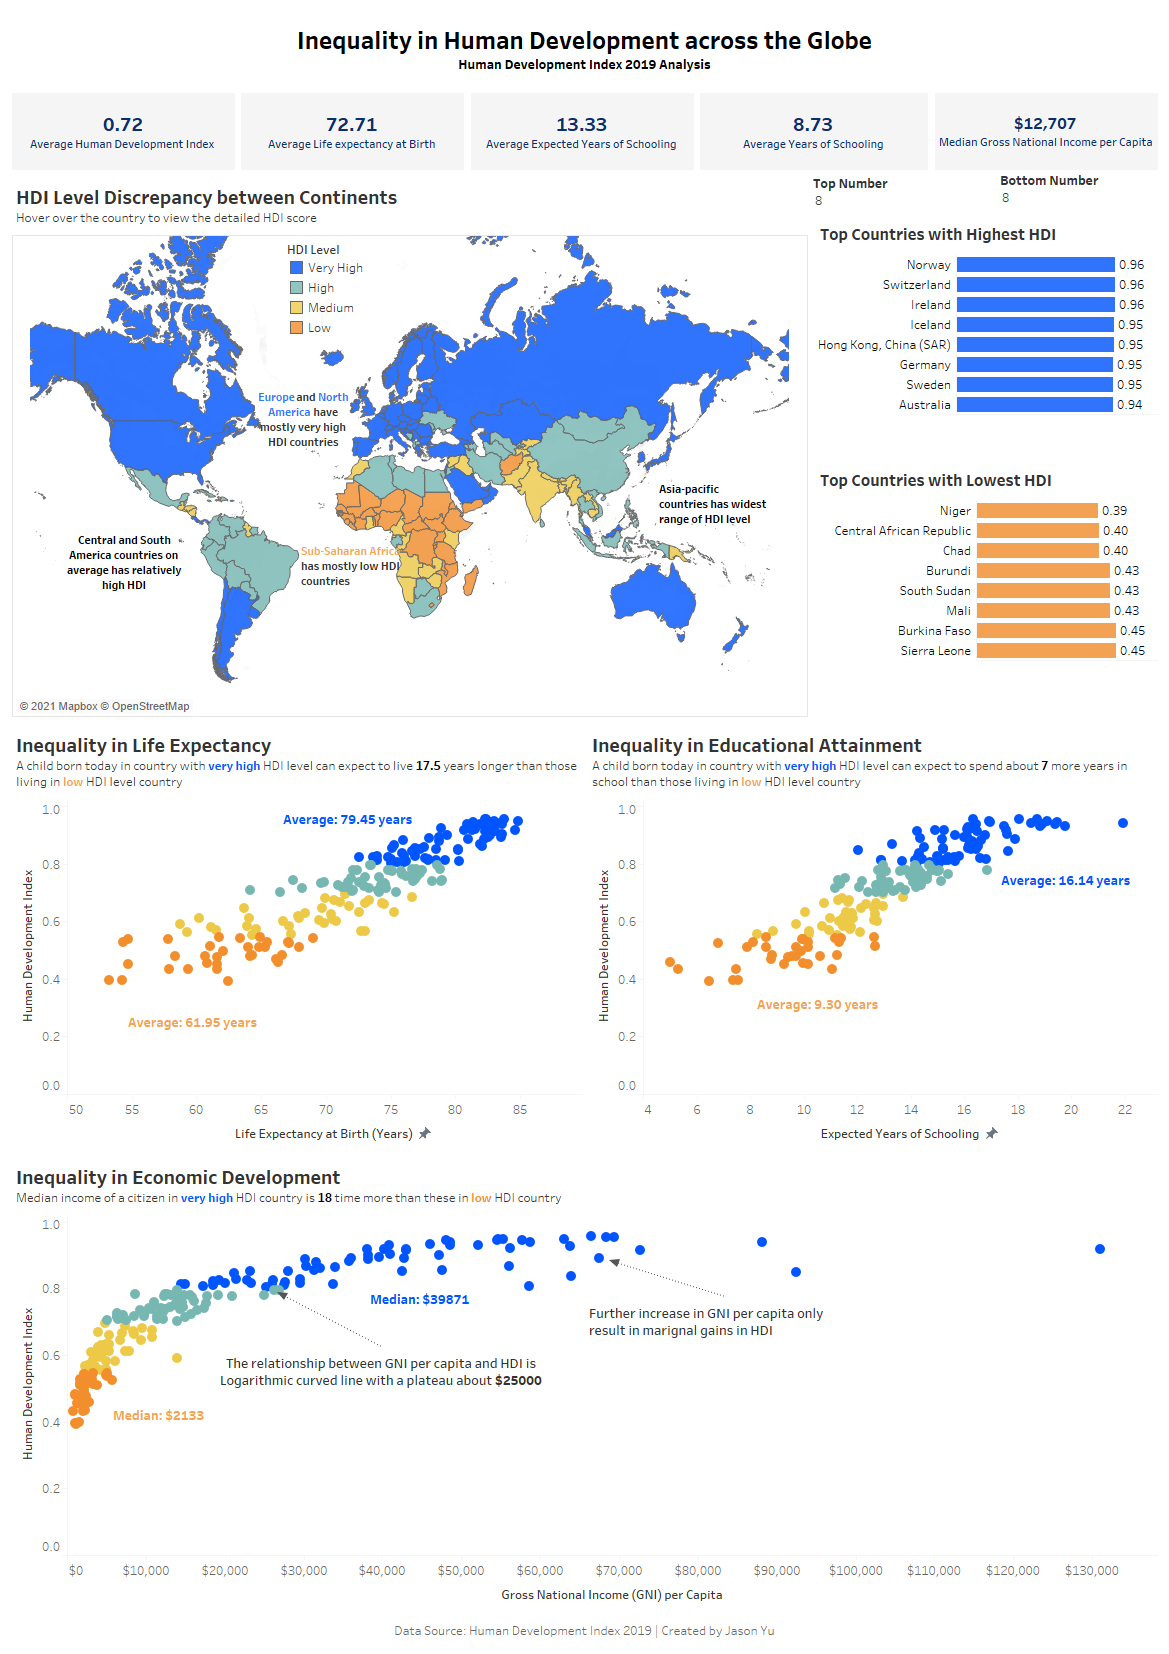 Inequality in Human Development across the Globe
Human Development Index 2019 Analysis
0.72
Average Human Development Index
72.71
Average Life expectancy at Birth
13.33
Average Expected Years of Schooling
8.73
Average Years of Schooling
$12,707
Median Gross National Income per Capita
HDI Level Discrepancy between Continents
Hover over the country to view the detailed HDI score
Top Number
8
Bottom Number
8
HDI Level
Very High
High
Medium
Low
Europe and North
America have
mostly very high
HDI countries
Asia-pacific
countries has widest
range of HDI level
Central and South
America countries on
average has relatively
high HDI
Sub-Saharan Africa
has mostly low HDI
countries
© 2021 Mapbox © OpenStreetMap
Top Countries with Highest HDI
Norway 0.96
Switzerland 0.96
Ireland 0.96
Iceland 0.95
Hong Kong, China (SAR) 0.95
Germany 0.95
Sweden 0.95
Australia 0.94
Top Countries with Lowest HDI
Niger 0.39
Central African Republic 0.40
Chad 0.40
Burundi 0.43
South Sudan 0.43
Mali 0.43
Burkina Faso 0.45
Sierra Leone 0.45
Inequality in Life Expectancy
A child born today in country with very high HDI level can expect to live 17.5 years longer than those
living in low HDI level country
1.0
0.8
0.6
0.4
0.2
0.0
Human Development Index
Average: 79.45 years
Average: 61.95 years
50 55 60 65 70 75 80 85
Life Expectancy at Birth (Years)
Inequality in Educational Attainment
A child born today in country with very high HDI level can expect to spend about 7 more years in
school than those living in low HDI level country
1.0
0.8
0.6
0.4
0.2
0.0
Human Development Index
Average: 16.14 years
Average: 9.30 years
4 6 8 10 12 14 16 18 20 22
Expected Years of Schooling
Inequality in Economic Development
Median income of a citizen in very high HDI country is 18 time more than these in low HDI country
1.0
0.8
0.6
0.4
0.2
0.0
Human Development Index
Median: $39871
Further increase in GNI per capita only
result in marignal gains in HDI
The relationship between GNI per capita and HDI is
Logarithmic curved line with a plateau about $25000
Median: $2133
$0 $10,000 $20,000 $30,000 $40,000 $50,000 $60,000 $70,000 $80,000 $90,000 $100,000 $110,000 $120,000 $130,000
Gross National Income (GNI) per Capita
Data Source: Human Development Index 2019 | Created by Jason Yu